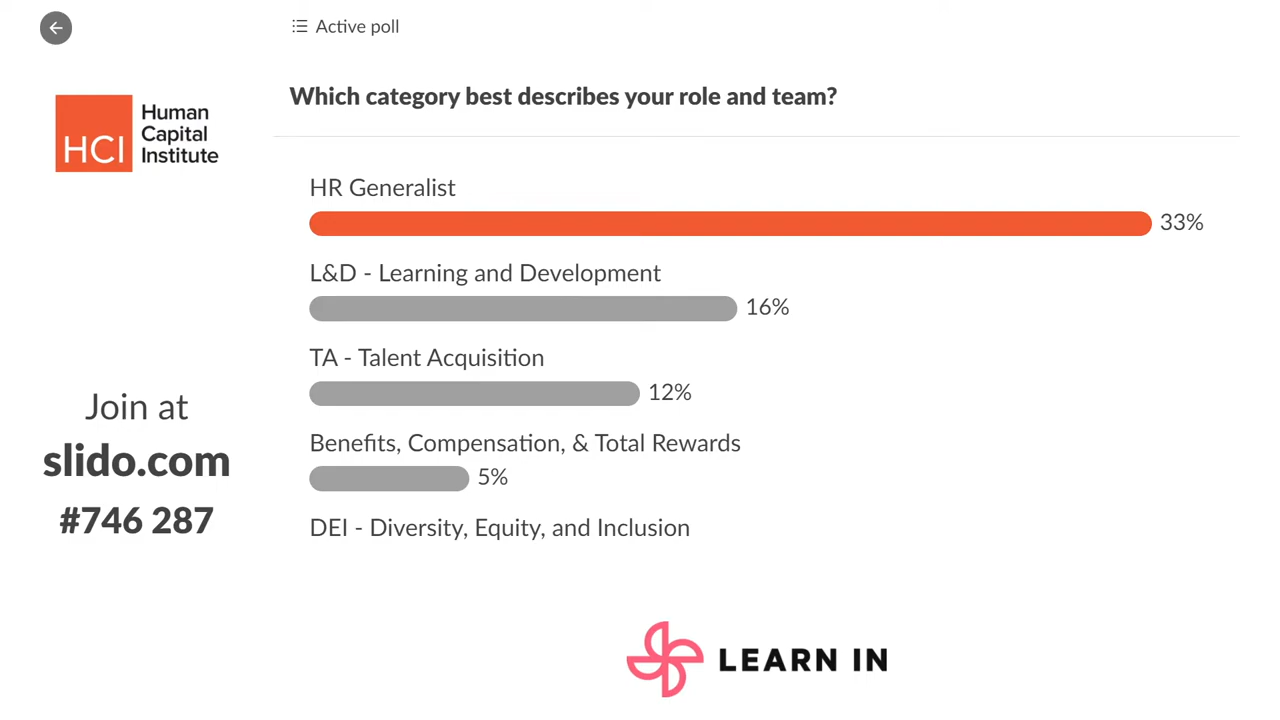 Active poll
HCI
Human
Capital
Institute
Which category best describes your role and team?
HR Generalist
33%
L&D - Learning and Development
16%
TA - Talent Acquisition
12%
Benefits, Compensation, & Total Rewards
5%
DEI - Diversity, Equity, and Inclusion
Join at
slido.com
#746 287
LEARN IN